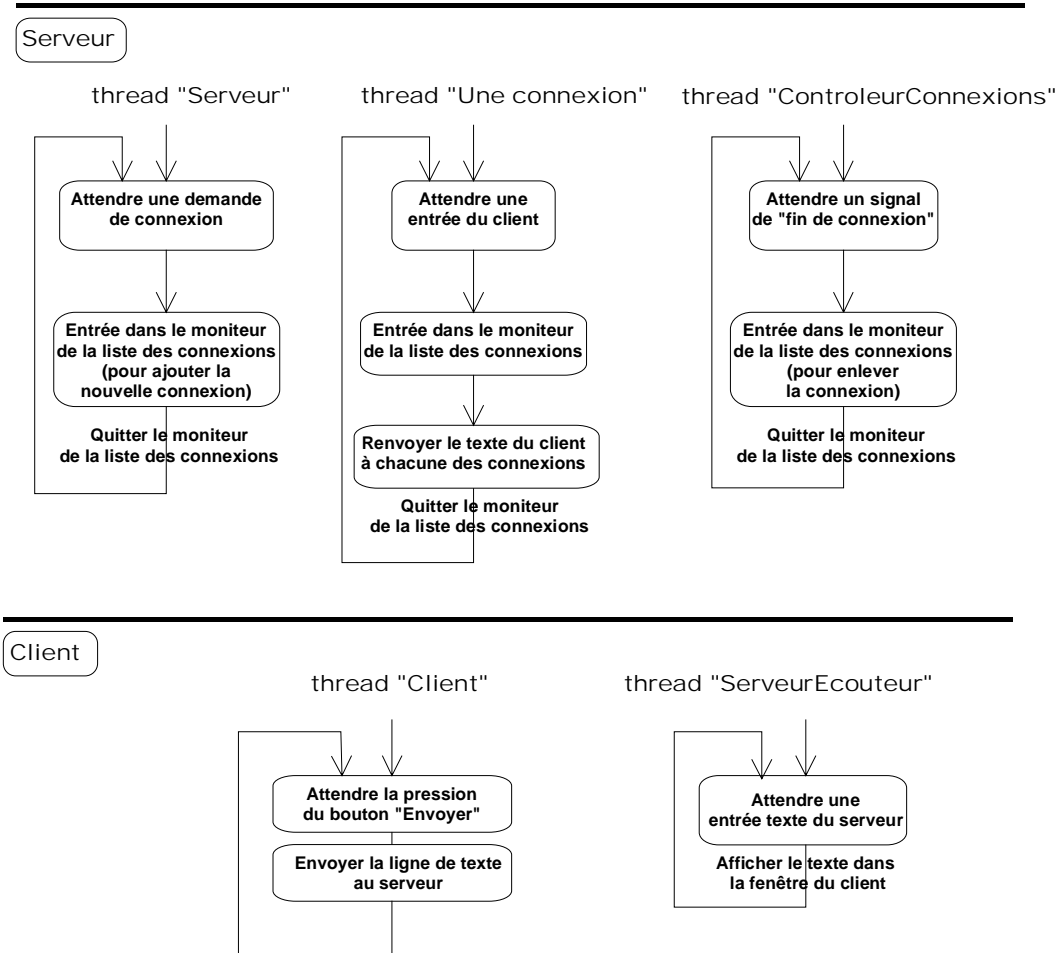 Serveur
thread "Serveur"
Attendre une demande
de connexion
Entrée dans le moniteur
de la liste des connexions
(pour ajouter la
nouvelle connexion)
Quitter le moniteur
de la liste des connexions
thread "Une connexion"
Attendre une
entrée du client
Entrée dans le moniteur
de la liste des connexions
Renvoyer le texte du client
à chacune des connexions
Quitter le moniteur
de la liste des connexions
thread "ControleurConnexions"
Attendre un signal
de "fin de connexion"
Entrée dans le moniteur
de la liste des connexions
(pour enlever
la connexion)
Quitter le moniteur
de la liste des connexions
Client
thread "Client"
Attendre la pression
du bouton "Envoyer"
Envoyer la ligne de texte
au serveur
thread "ServeurEcouteur"
Attendre une
entrée texte du serveur
Afficher le texte dans
la fenêtre du client